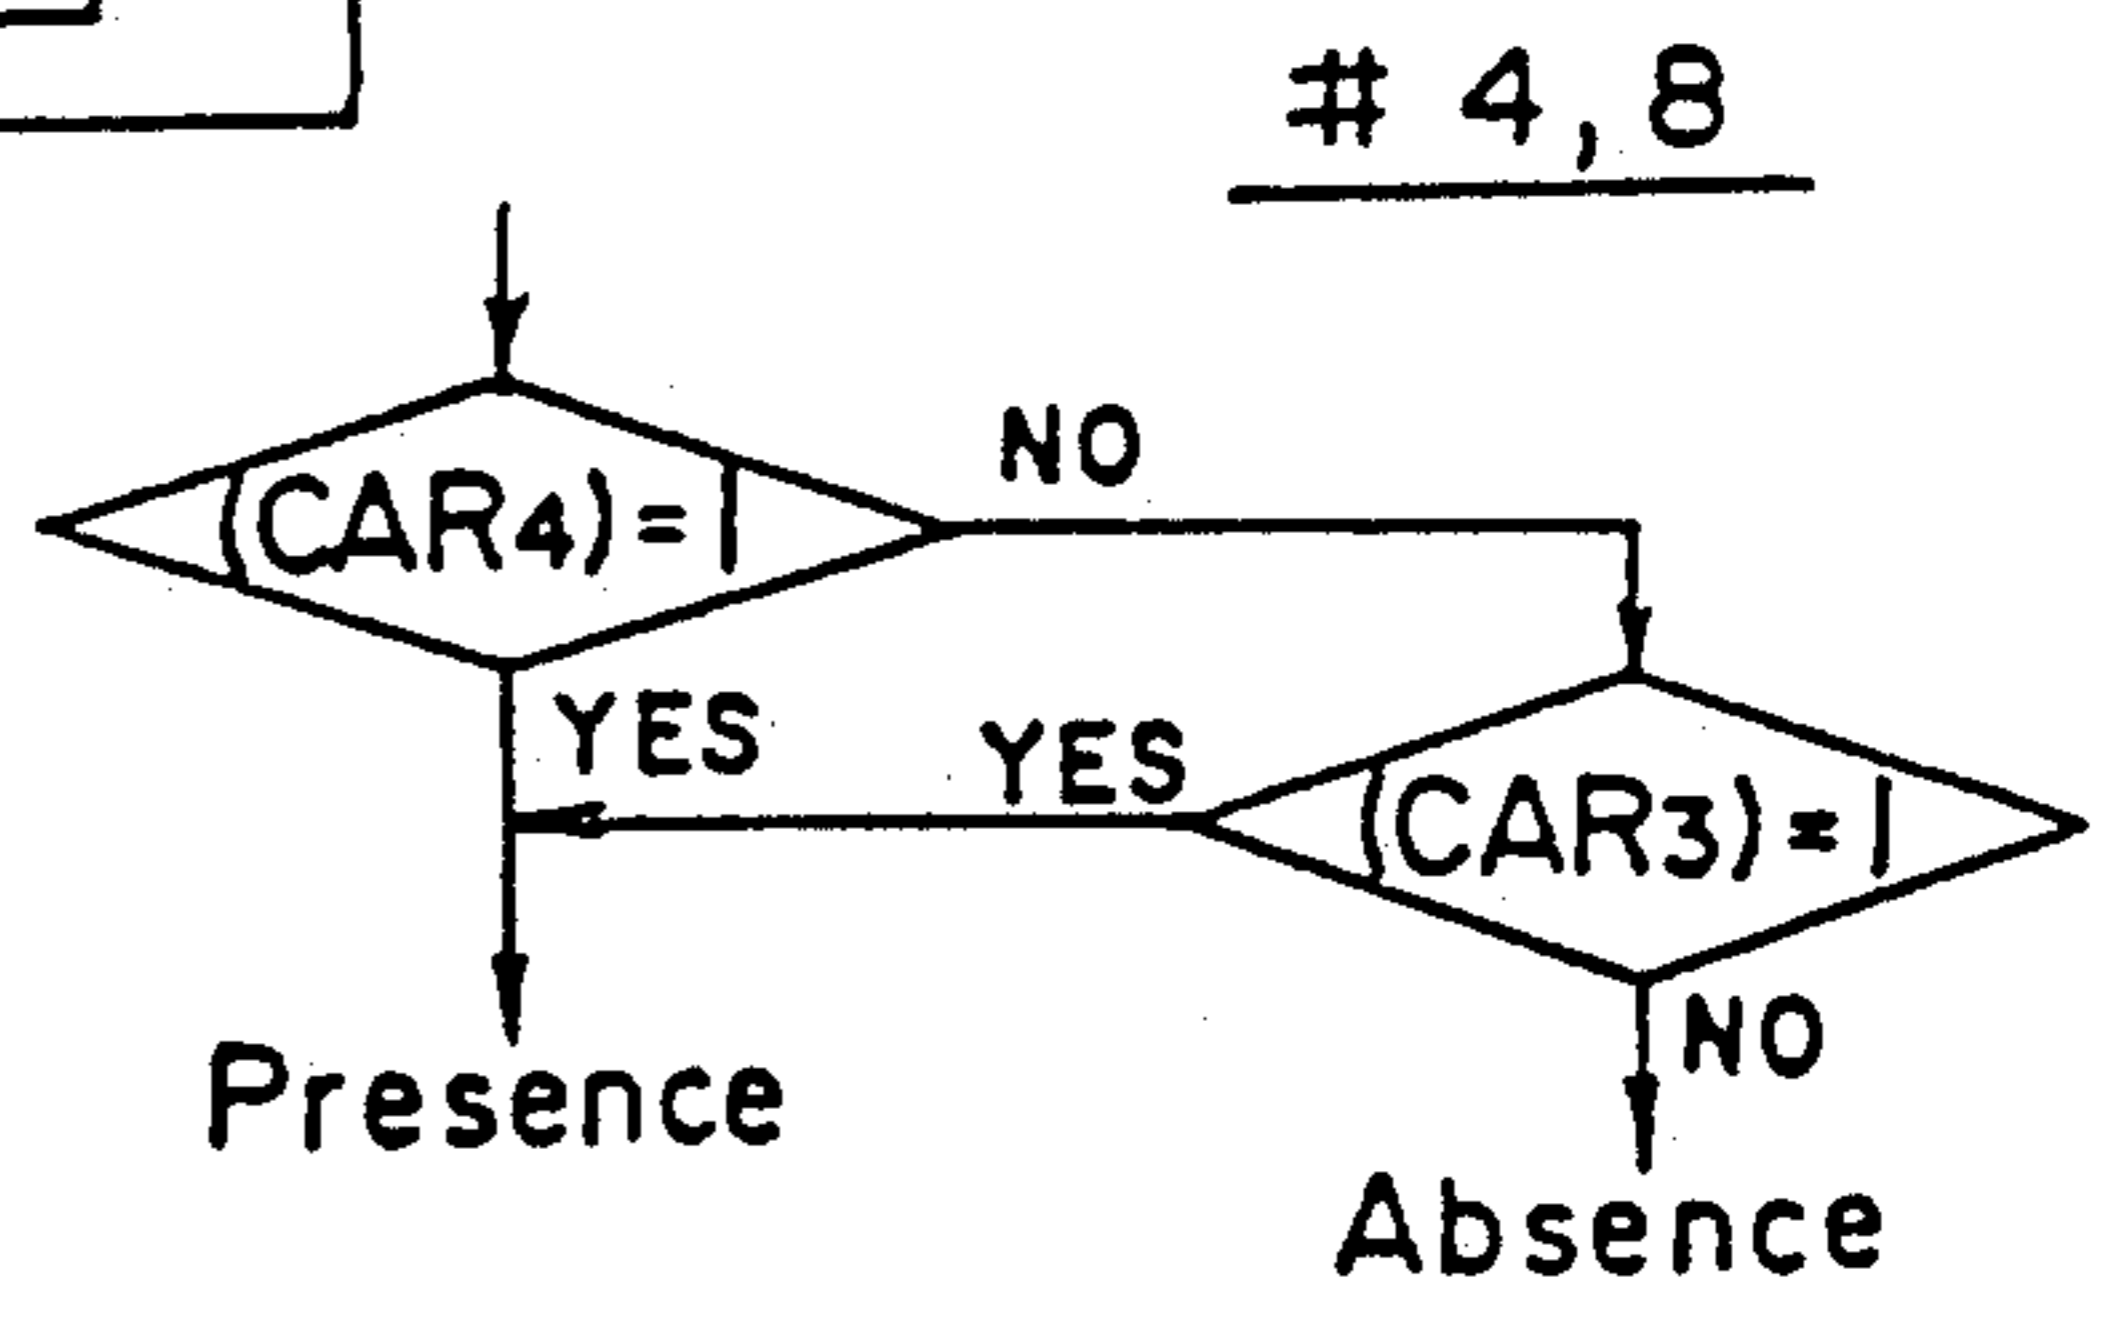 # 4,8
NO
(CAR4)=1
YES
YES
(CAR3)=1
NO
Presence
Absence